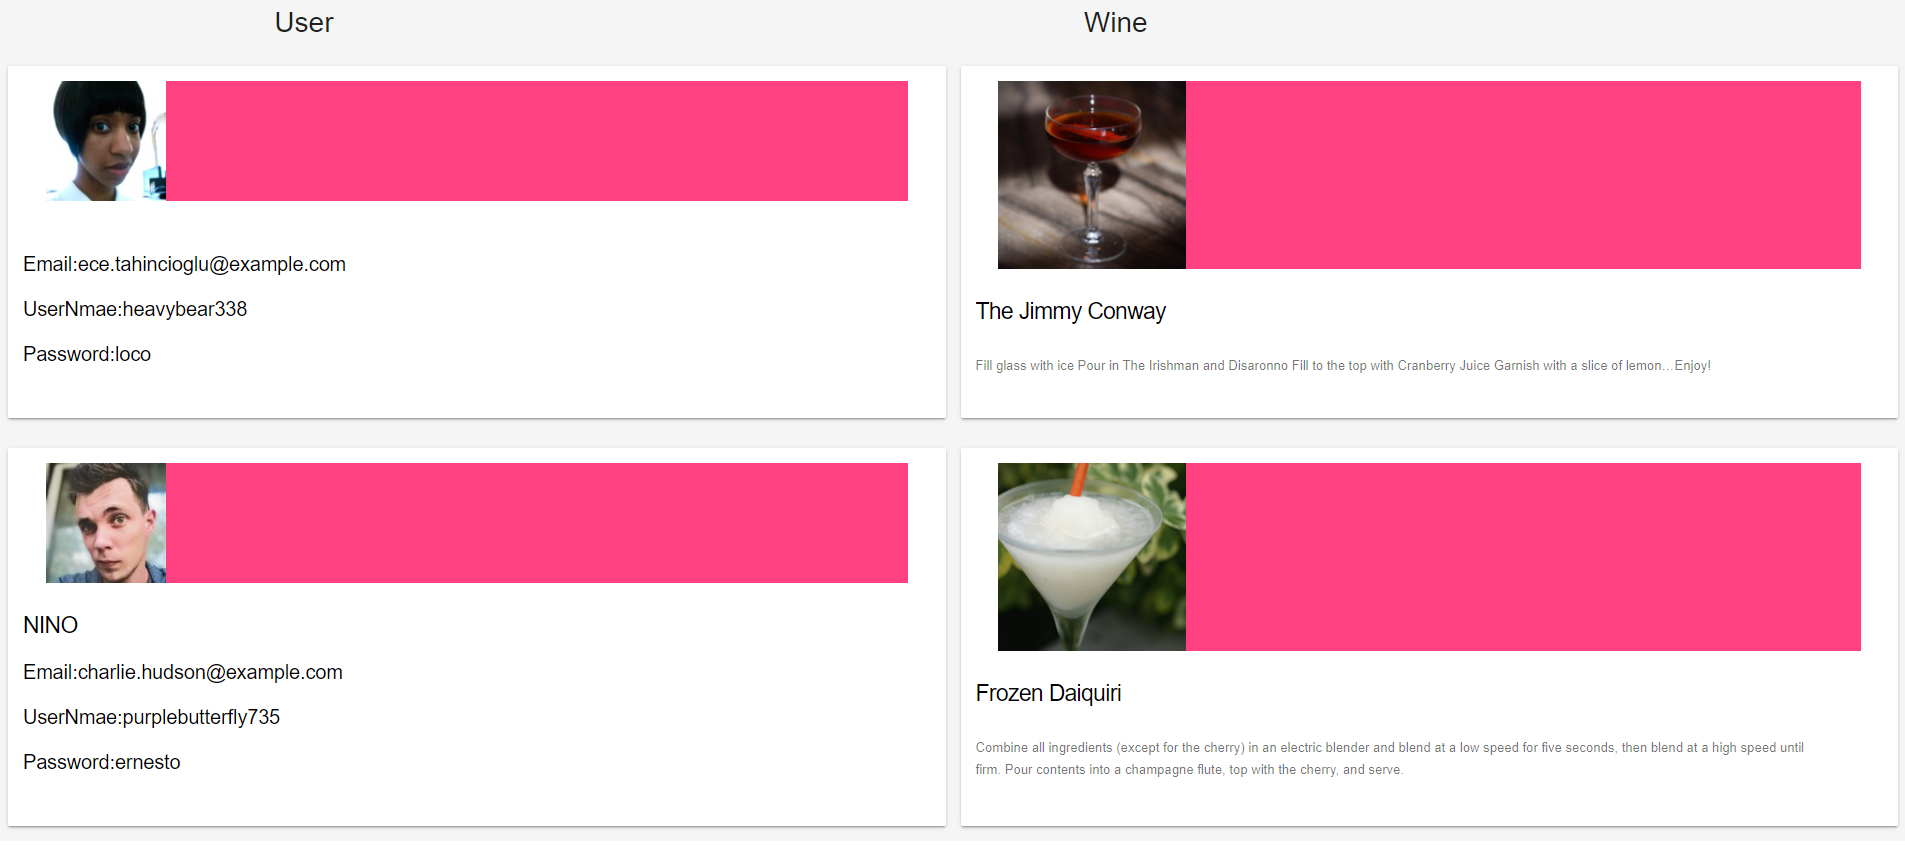 User
Wine
Email:ece.tahincioglu@example.com
UserNmae:heavybear338
Password:loco
The Jimmy Conway
Fill glass with ice Pour in The Irishman and Disaronno Fill to the top with Cranberry Juice Garnish with a slice of lemon…Enjoy!
NINO
Email:charlie.hudson@example.com
UserNmae:purplebutterfly735
Password:ernesto
Frozen Daiquiri
Combine all ingredients (except for the cherry) in an electric blender and blend at a low speed for five seconds, then blend at a high speed until
firm. Pour contents into a champagne flute, top with the cherry, and serve.